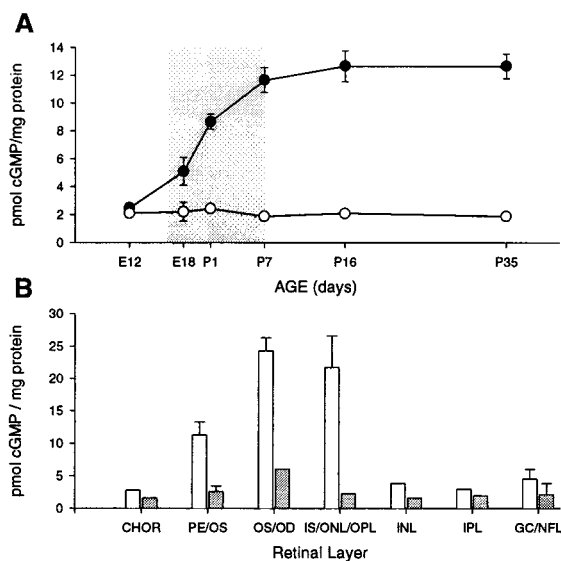 A
pmol cGMP/mg protein
14
12
10
8
6
4
2
0
E12 E18 P1 P7 P16 P35
AGE (days)
B
pmol cGMP / mg protein
30
25
20
15
10
5
0
CHOR PE/OS OS/OD IS/ONL/OPL INL IPL GC/NFL
Retinal Layer